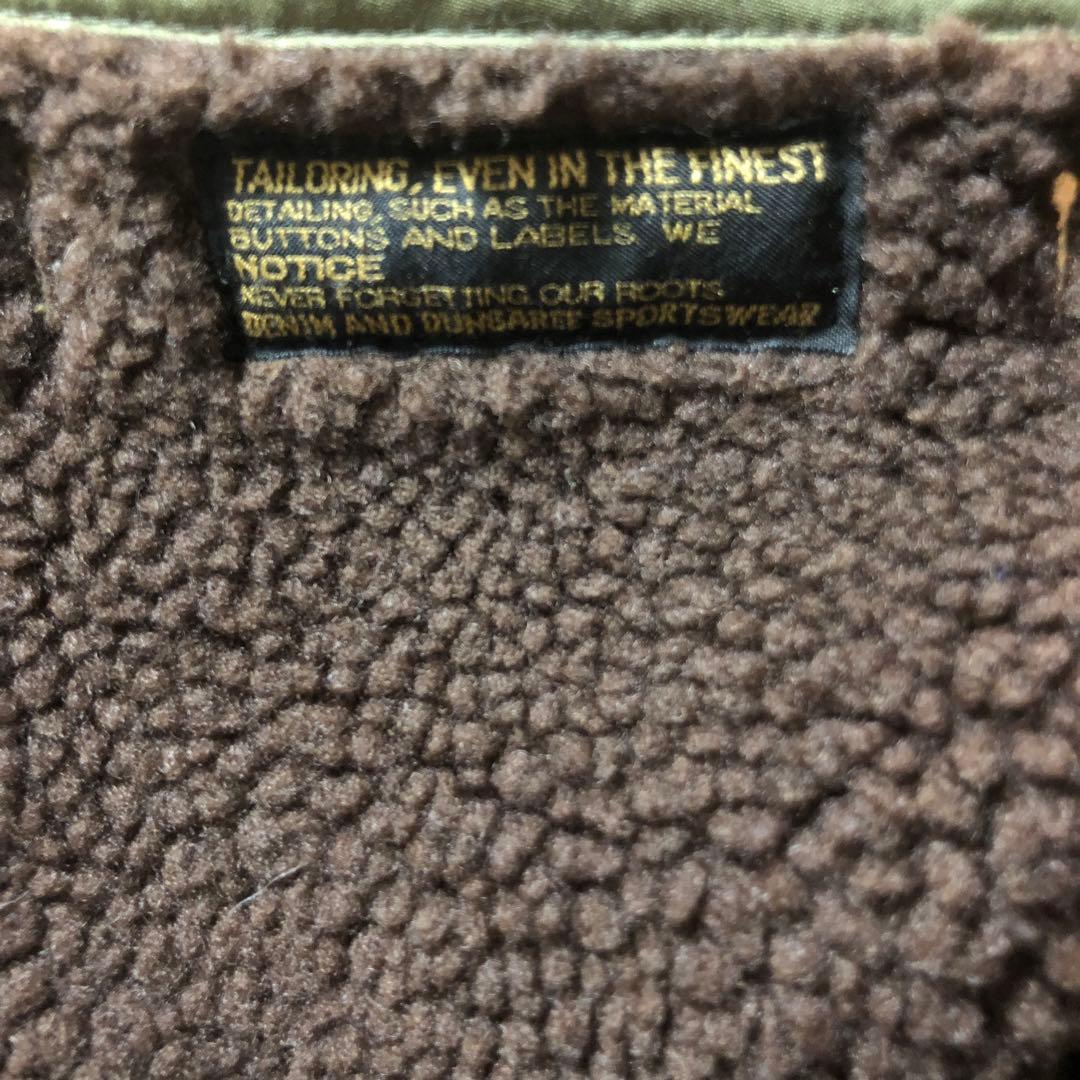 TAILORING, EVEN IN THE FINEST
DETAILING, SUCH AS THE MATERIAL
BUTTONS AND LABELS WE
NOTICE
NEVER FORGETTING OUR ROOTS
DENIM AND DUNGAREE SPORTSWEAR